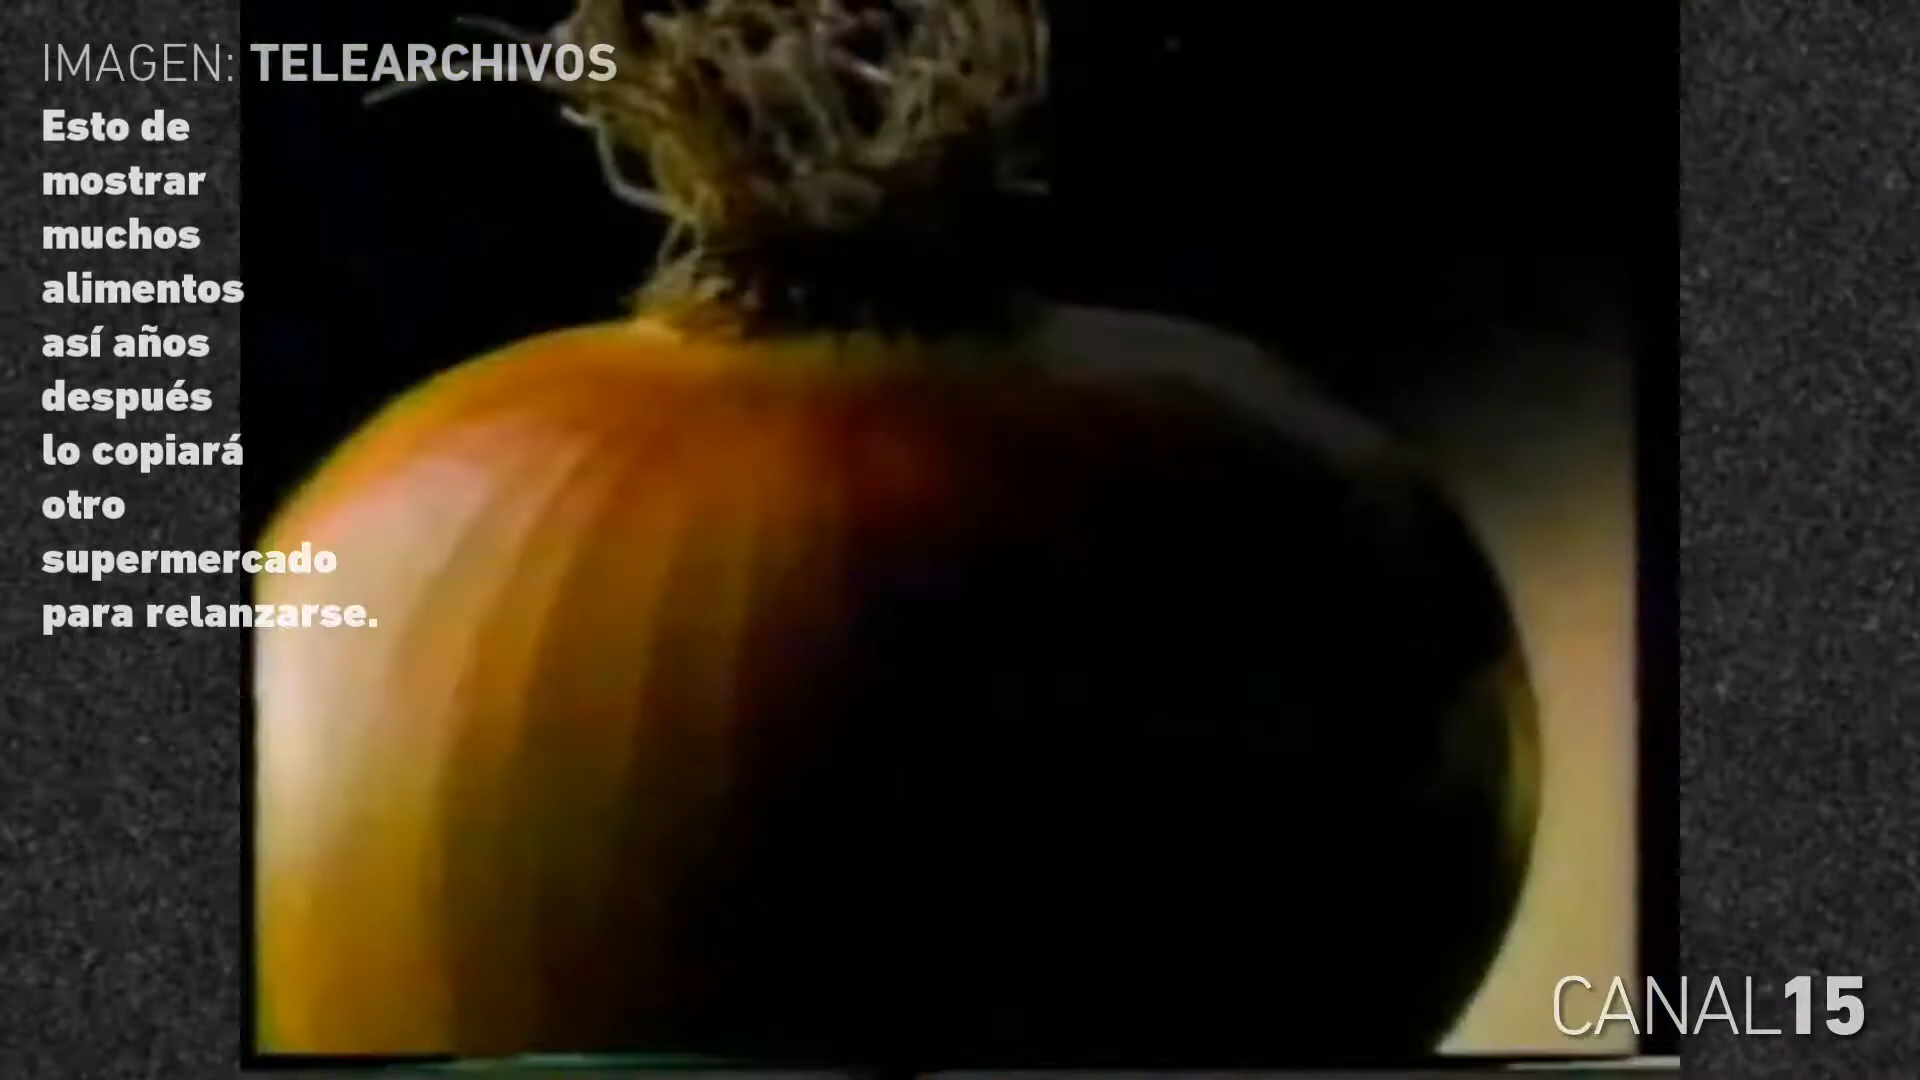 IMAGEN: TELEARCHIVOS
Esto de
mostrar
muchos
alimentos
así años
después
lo copiará
otro
supermercado
para relanzarse.
CANAL15